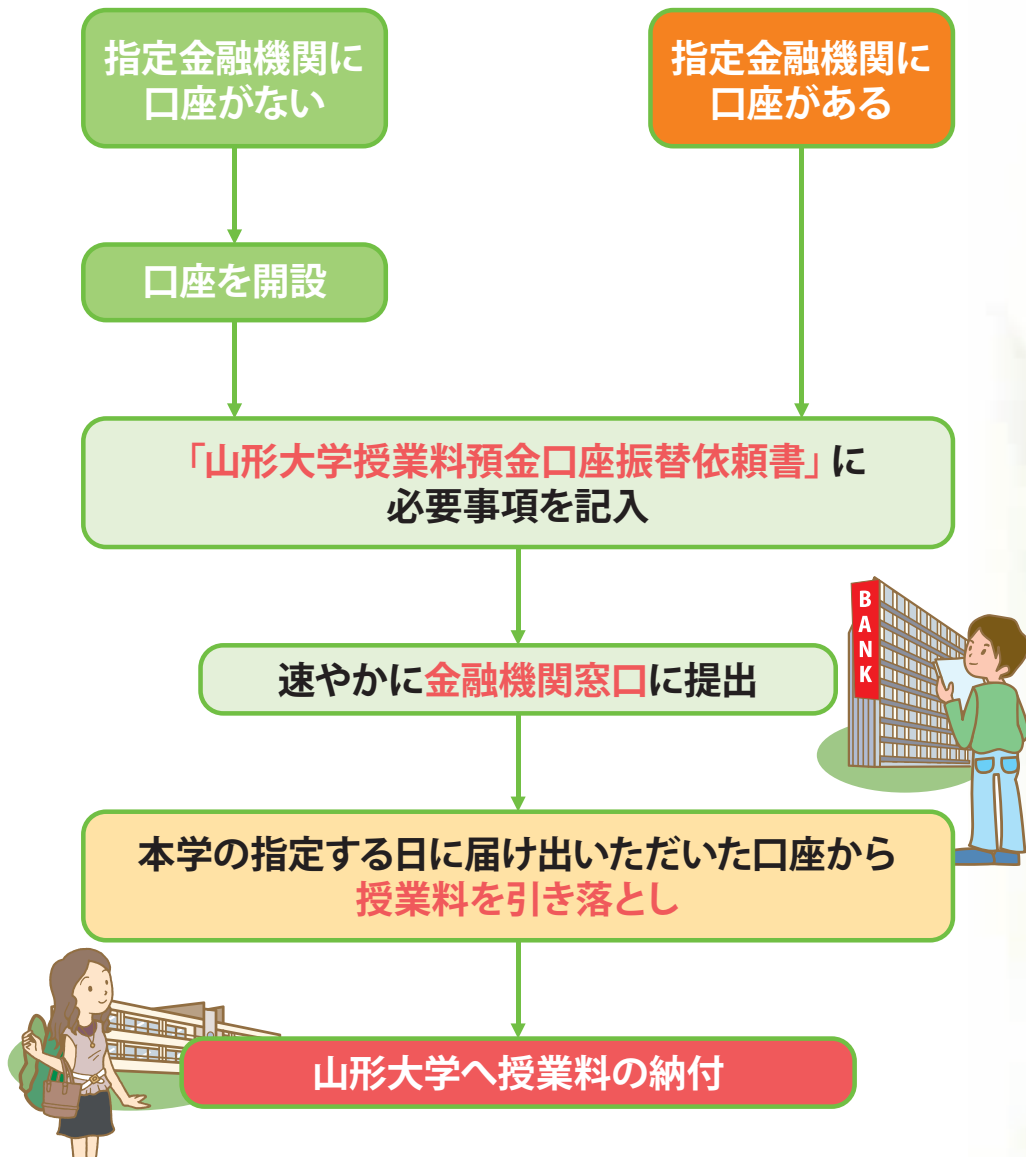 指定金融機関に
口座がない
指定金融機関に
口座がある
口座を開設
「山形大学授業料預金口座振替依頼書」に
必要事項を記入
BANK
速やかに金融機関窓口に提出
本学の指定する日に届け出いただいた口座から
授業料を引き落とし
山形大学へ授業料の納付